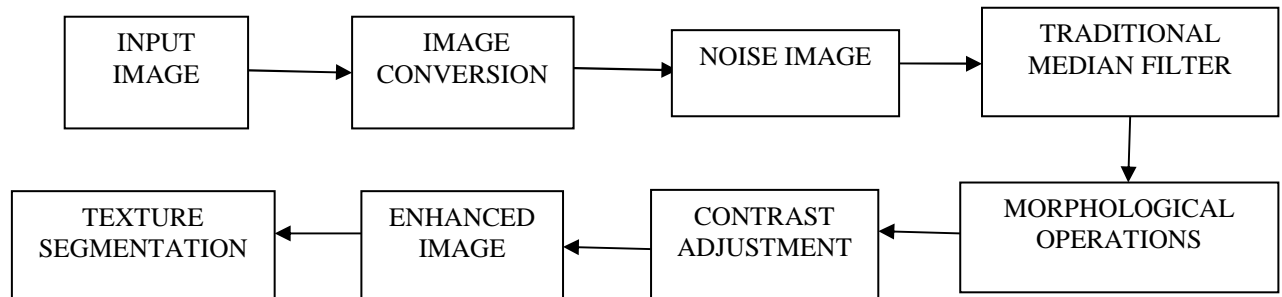 INPUT
IMAGE
IMAGE
CONVERSION
NOISE IMAGE
TRADITIONAL
MEDIAN FILTER
MORPHOLOGICAL
OPERATIONS
CONTRAST
ADJUSTMENT
ENHANCED
IMAGE
TEXTURE
SEGMENTATION